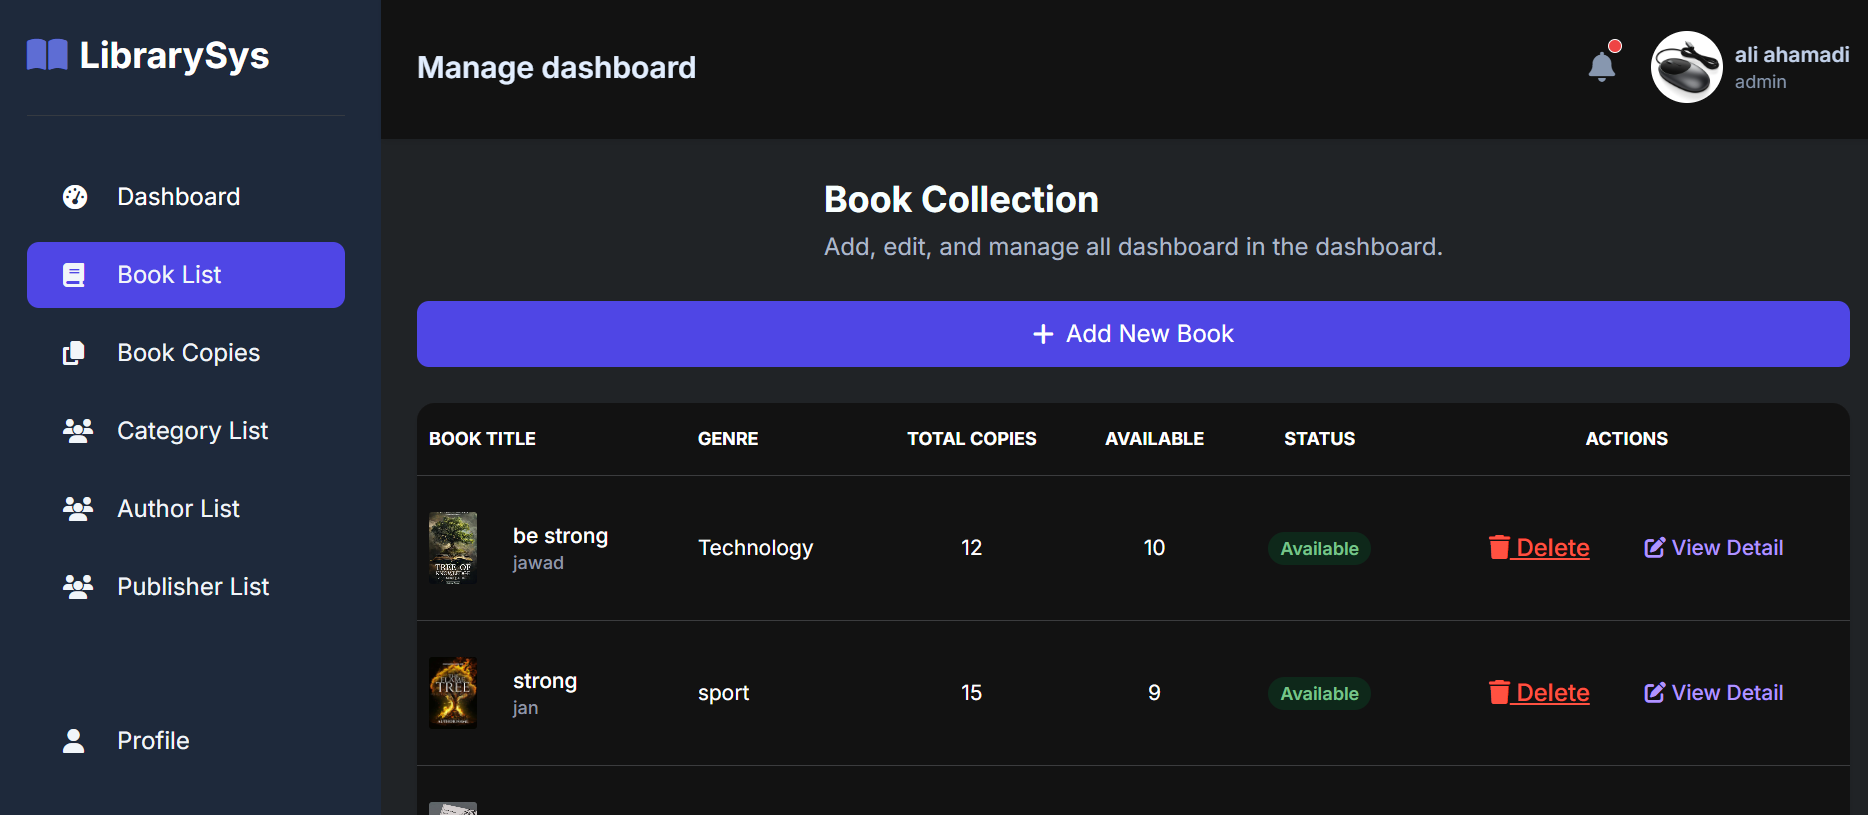 LibrarySys
Manage dashboard
ali ahamadi
admin
Dashboard
Book List
Book Copies
Category List
Author List
Publisher List
Profile
Book Collection
Add, edit, and manage all dashboard in the dashboard.
+ Add New Book
BOOK TITLE GENRE TOTAL COPIES AVAILABLE STATUS ACTIONS
TREE OF
be strong
jawad
Technology 12 10 Available Delete View Detail
TREE
strong
jan
sport 15 9 Available Delete View Detail